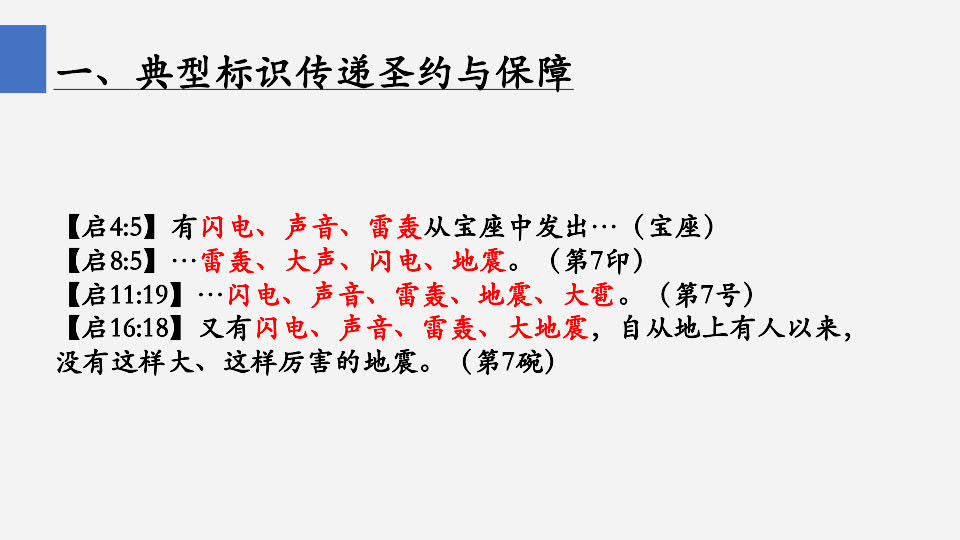 一、典型标识传递圣约与保障
【启4:5】有闪电、声音、雷轰从宝座中发出…（宝座）
【启8:5】…雷轰、大声、闪电、地震。（第7印）
【启11:19】…闪电、声音、雷轰、地震、大雹。（第7号）
【启16:18】又有闪电、声音、雷轰、大地震，自从地上有人以来，
没有这样大、这样厉害的地震。（第7碗）